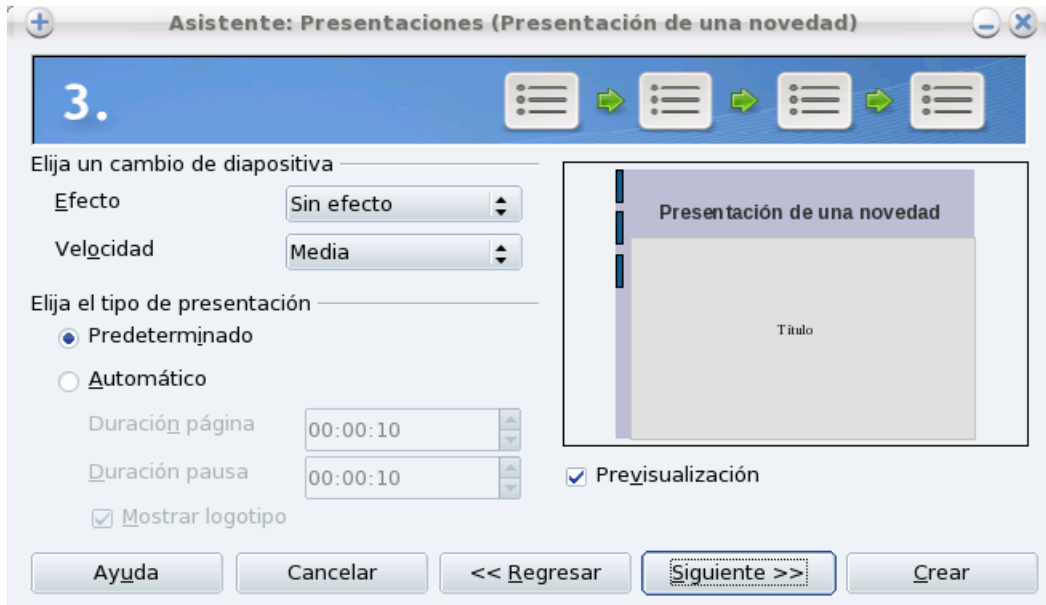 Asistente: Presentaciones (Presentación de una novedad)
3.
Elija un cambio de diapositiva
Efecto
Sin efecto
Velocidad
Media
Elija el tipo de presentación
Predeterminado
Automático
Duración página
00:00:10
Duración pausa
00:00:10
Mostrar logotipo
Presentación de una novedad
Título
Previsualización
Ayuda
Cancelar
<< Regresar
Siguiente >>
Crear